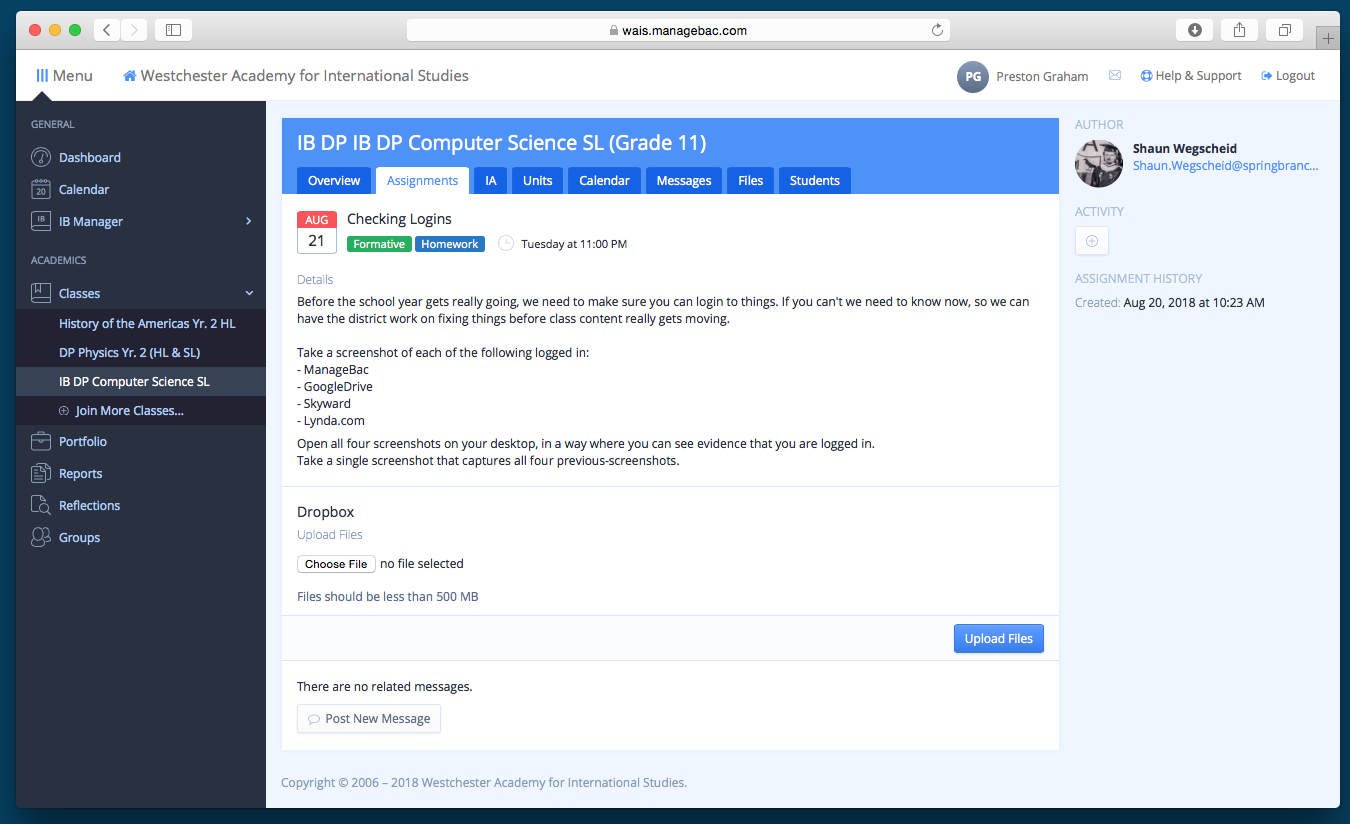 wais.managebac.com
Menu
Westchester Academy for International Studies
PG
Preston Graham
Help & Support
Logout
GENERAL
Dashboard
20
Calendar
IB
IB Manager
ACADEMICS
Classes
History of the Americas Yr. 2 HL
DP Physics Yr. 2 (HL & SL)
IB DP Computer Science SL
Join More Classes...
Portfolio
Reports
Reflections
Groups
IB DP IB DP Computer Science SL (Grade 11)
Overview
Assignments
IA
Units
Calendar
Messages
Files
Students
AUG
21
Checking Logins
Formative
Homework
Tuesday at 11:00 PM
Details
Before the school year gets really going, we need to make sure you can login to things. If you can't we need to know now, so we can
have the district work on fixing things before class content really gets moving.
Take a screenshot of each of the following logged in:
- ManageBac
- GoogleDrive
- Skyward
- Lynda.com
Open all four screenshots on your desktop, in a way where you can see evidence that you are logged in.
Take a single screenshot that captures all four previous-screenshots.
Dropbox
Upload Files
Choose File no file selected
Files should be less than 500 MB
Upload Files
There are no related messages.
Post New Message
Copyright © 2006 – 2018 Westchester Academy for International Studies.
AUTHOR
Shaun Wegscheid
Shaun.Wegscheid@springbranc...
ACTIVITY
ASSIGNMENT HISTORY
Created: Aug 20, 2018 at 10:23 AM